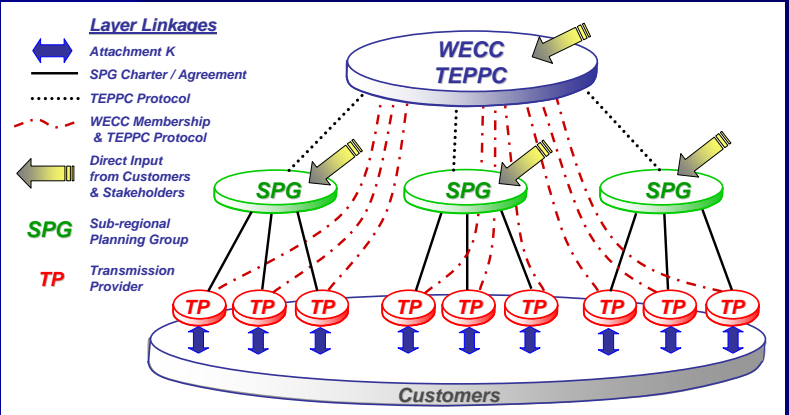 Layer Linkages
Attachment K
SPG Charter / Agreement
TEPPC Protocol
WECC Membership
& TEPPC Protocol
Direct Input
from Customers
& Stakeholders
SPG
Sub-regional
Planning Group
TP
Transmission
Provider
WECC
TEPPC
SPG
SPG
SPG
TP
TP
TP
TP
TP
TP
TP
TP
TP
Customers